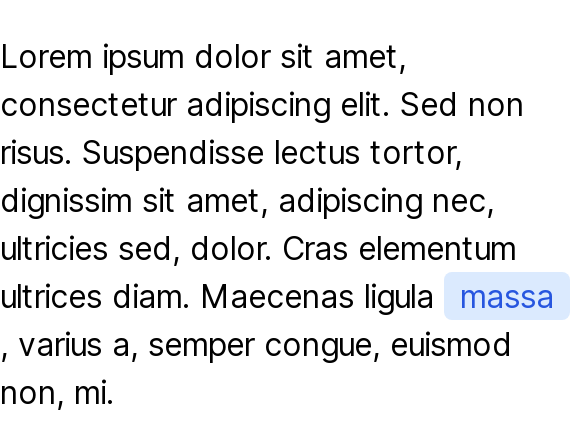 Lorem ipsum dolor sit amet,
consectetur adipiscing elit. Sed non
risus. Suspendisse lectus tortor,
dignissim sit amet, adipiscing nec,
ultricies sed, dolor. Cras elementum
ultrices diam. Maecenas ligula massa
, varius a, semper congue, euismod
non, mi.